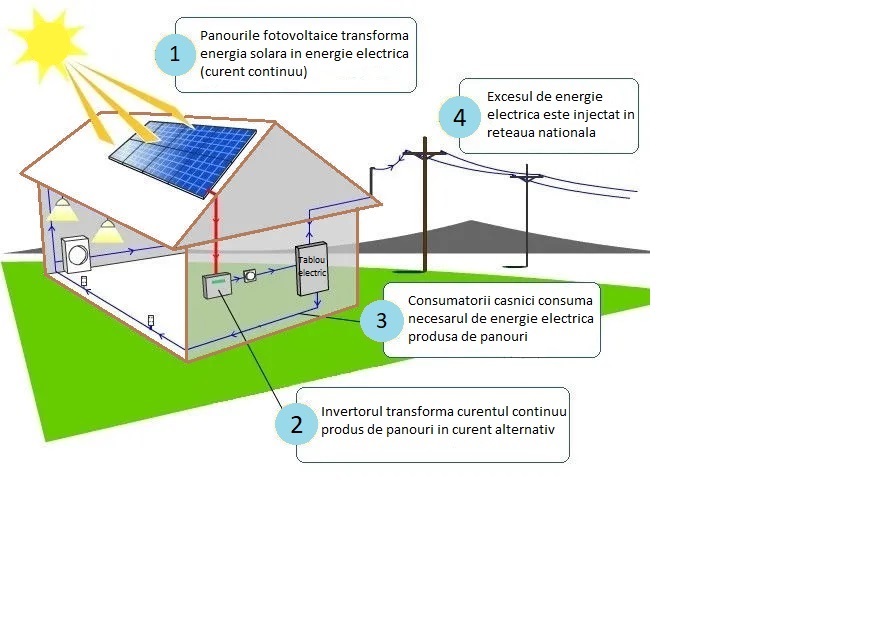 1
Panourile fotovoltaice transforma
energia solara in energie electrica
(curent continuu)
4
Excesul de energie
electrica este injectat in
reteaua nationala
Tablou
electric
3
Consumatorii casnici consuma
necesarul de energie electrica
produsa de panouri
2
Invertorul transforma curentul continuu
produs de panouri in curent alternativ